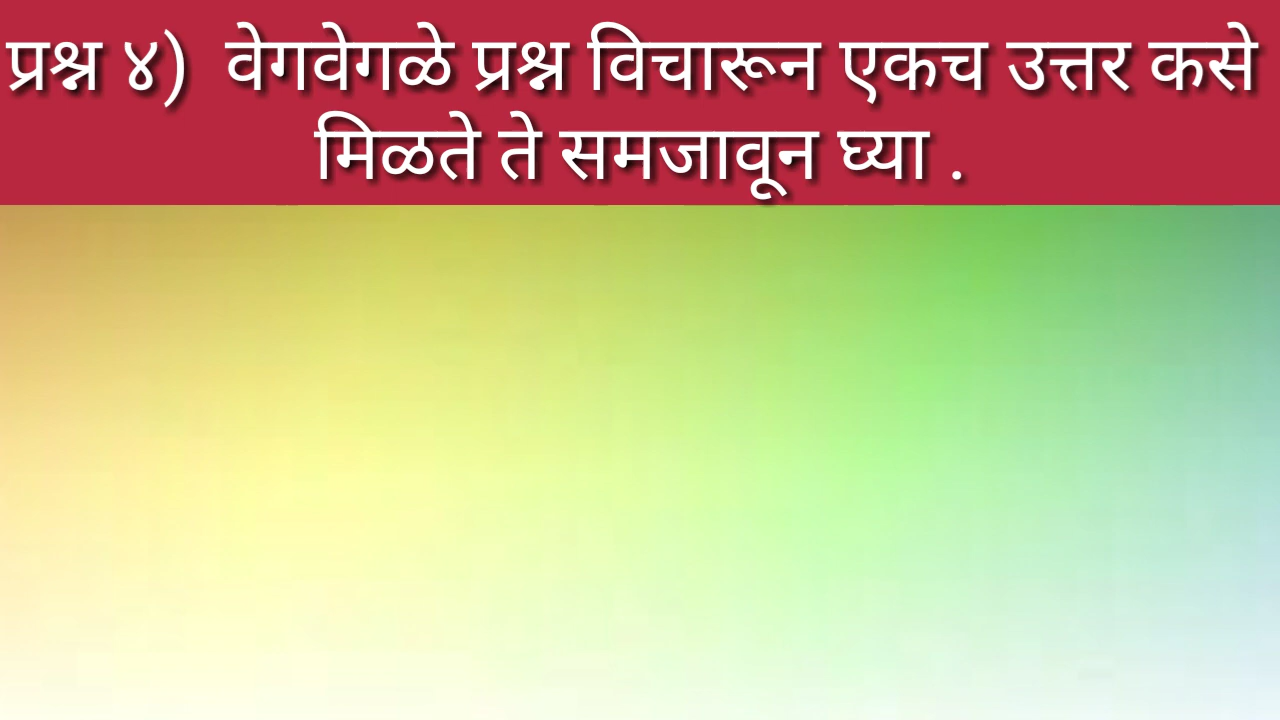 प्रश्न ४) वेगवेगळे प्रश्न विचारून एकच उत्तर कसे
मिळते ते समजावून घ्या .